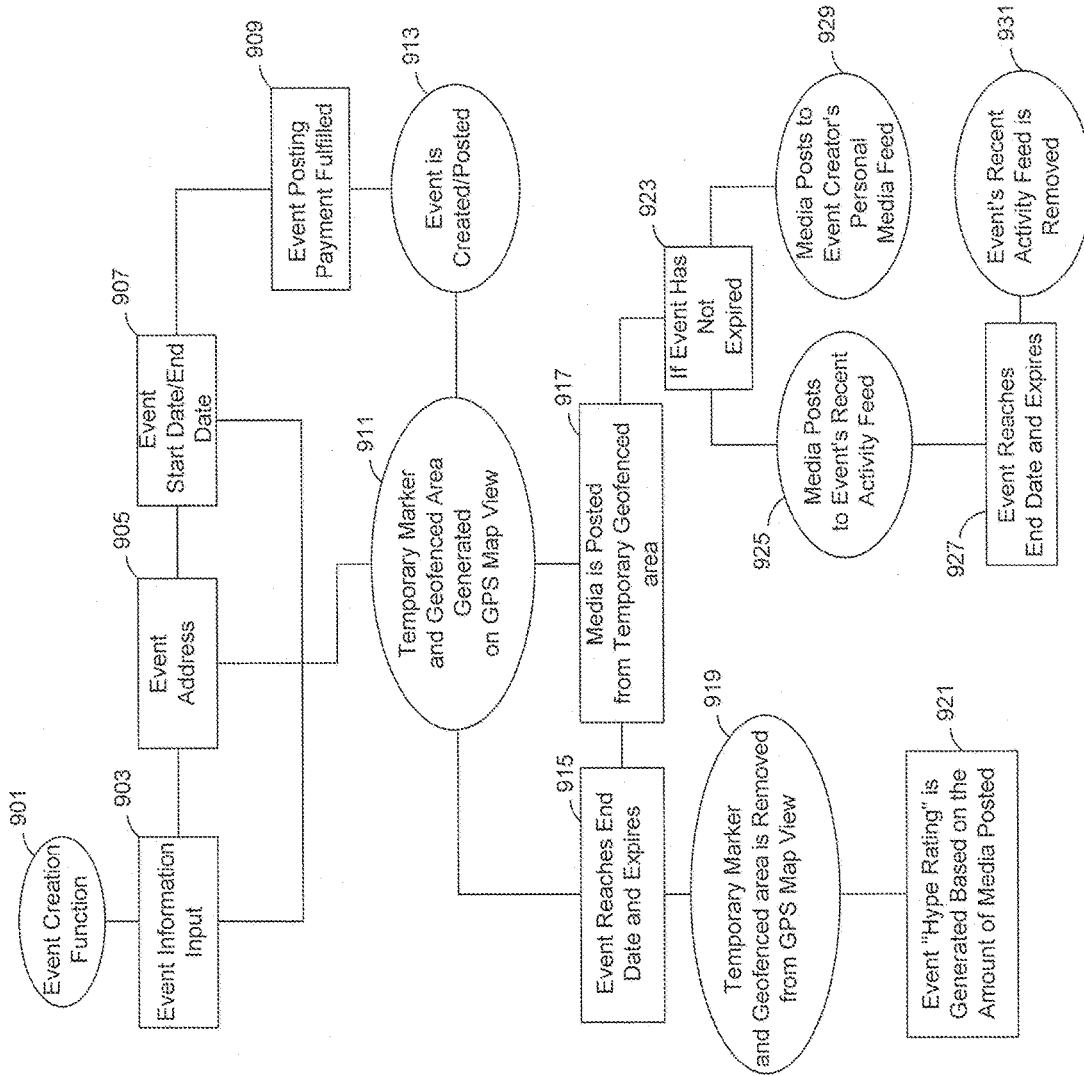 901
Event Creation
Function
903
Event Information
Input
905
Event
Address
907
Event
Start Date/End
Date
909
Event Posting
Payment Fulfilled
911
Temporary Marker
and Geofenced Area
Generated
on GPS Map View
913
Event is
Created/Posted
915
Event Reaches End
Date and Expires
917
Media is Posted
from Temporary Geofenced
area
919
Temporary Marker
and Geofenced area is Removed
from GPS Map View
921
Event "Hype Rating" is
Generated Based on the
Amount of Media Posted
923
If Event Has
Not
Expired
925
Media Posts
to Event's Recent
Activity Feed
927
Event Reaches
End Date and Expires
929
Media Posts to
Event Creator's
Personal
Media Feed
931
Event's Recent
Activity Feed is
Removed